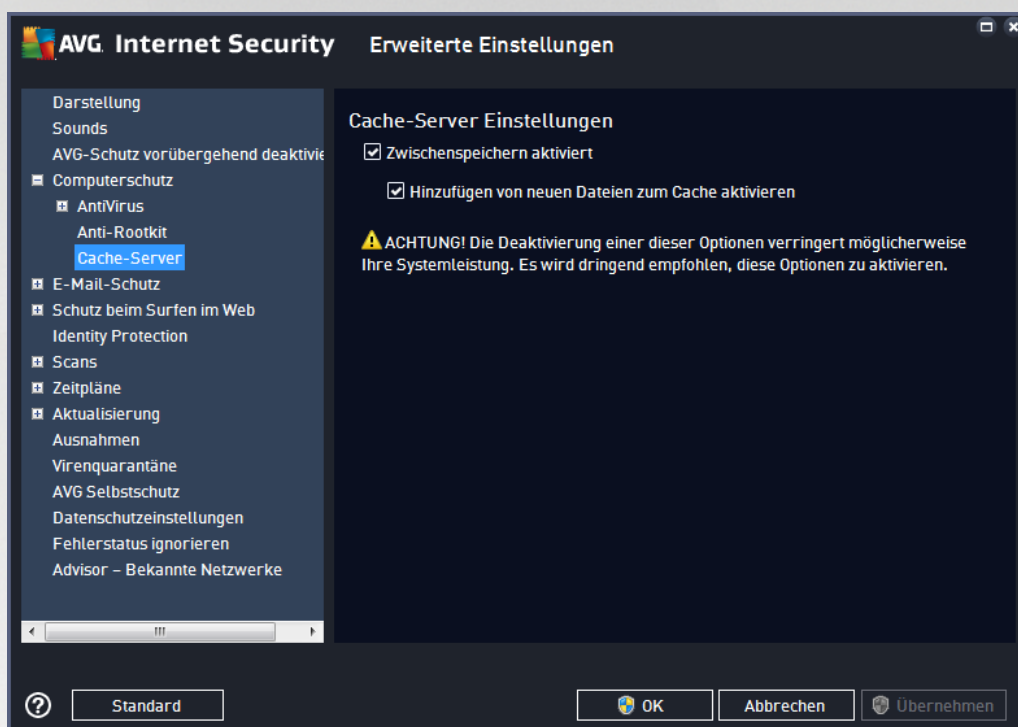 AVG. Internet Security Erweiterte Einstellungen
Darstellung
Sounds
AVG-Schutz vorübergehend deaktivie
Computerschutz
AntiVirus
Anti-Rootkit
Cache-Server
E-Mail-Schutz
Schutz beim Surfen im Web
Identity Protection
Scans
Zeitpläne
Aktualisierung
Ausnahmen
Virenquarantäne
AVG Selbstschutz
Datenschutzeinstellungen
Fehlerstatus ignorieren
Advisor – Bekannte Netzwerke
Cache-Server Einstellungen
Zwischenspeichern aktiviert
Hinzufügen von neuen Dateien zum Cache aktivieren
ACHTUNG! Die Deaktivierung einer dieser Optionen verringert möglicherweise
Ihre Systemleistung. Es wird dringend empfohlen, diese Optionen zu aktivieren.
Standard
OK
Abbrechen
Übernehmen